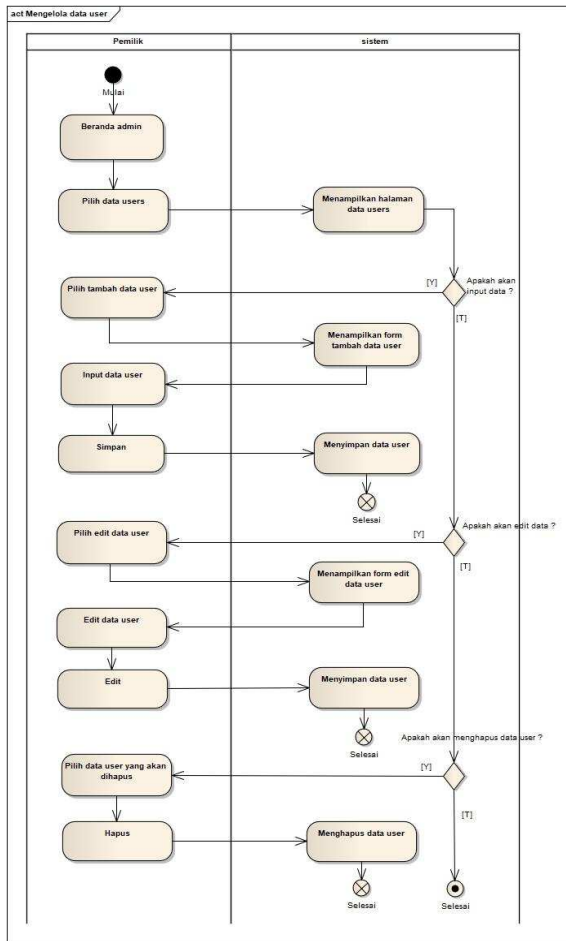 act Mengelola data user
Pemilik
sistem
Mulai
Beranda admin
Pilih data users
Menampilkan halaman
data users
[Y]
Apakah akan
input data ?
[T]
Pilih tambah data user
Menampilkan form
tambah data user
Input data user
Simpan
Menyimpan data user
Selesai
Apakah akan edit data ?
[Y]
[T]
Pilih edit data user
Menampilkan form edit
data user
Edit data user
Edit
Menyimpan data user
Selesai
Apakah akan menghapus data user ?
[Y]
[T]
Pilih data user yang akan
dihapus
Hapus
Menghapus data user
Selesai
Selesai